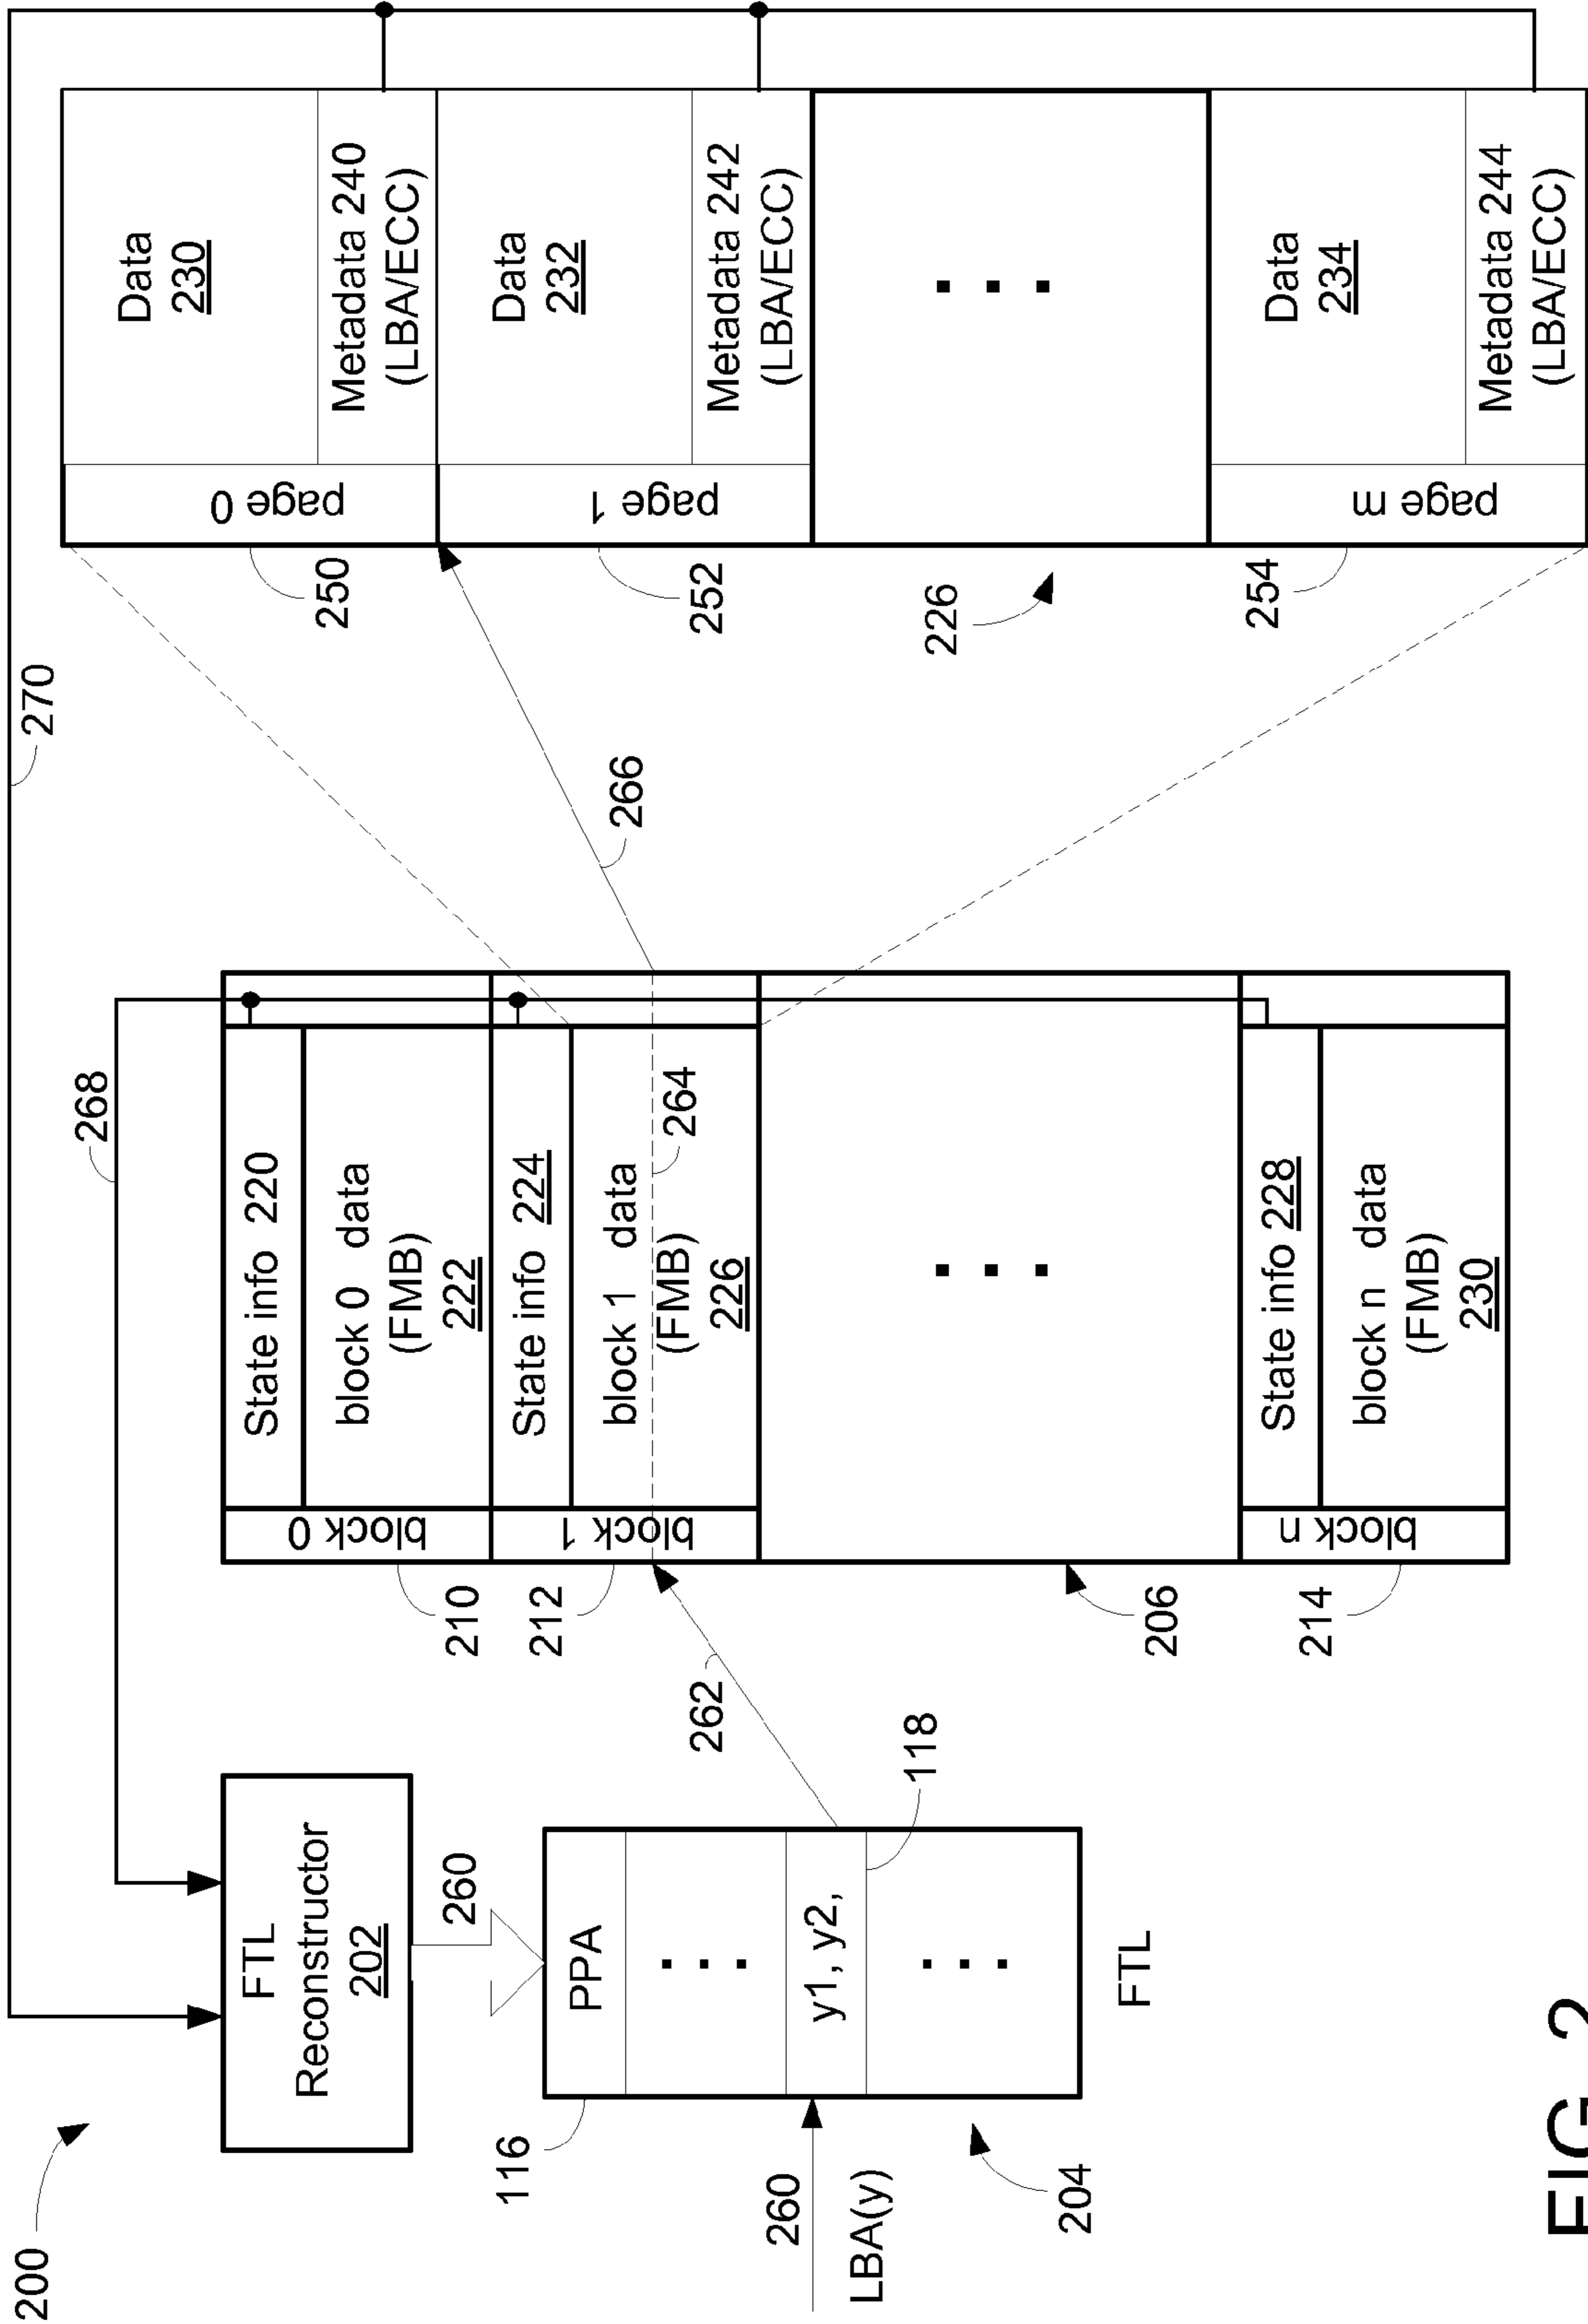 200
FTL
Reconstructor
202
268
270
260
116
PPA
. . .
y1, y2,
118
. . .
260
LBA(y)
204
FTL
262
210
212
206
214
block 0
State info 220
block 0 data
(FMB)
222
block 1
State info 224
block 1 data
264
(FMB)
226
. . .
block n
State info 228
block n data
(FMB)
230
266
250
252
226
254
page 0
Data
230
Metadata 240
(LBA/ECC)
page 1
Data
232
Metadata 242
(LBA/ECC)
. . .
page m
Data
234
Metadata 244
(LBA/ECC)
FIG. 2